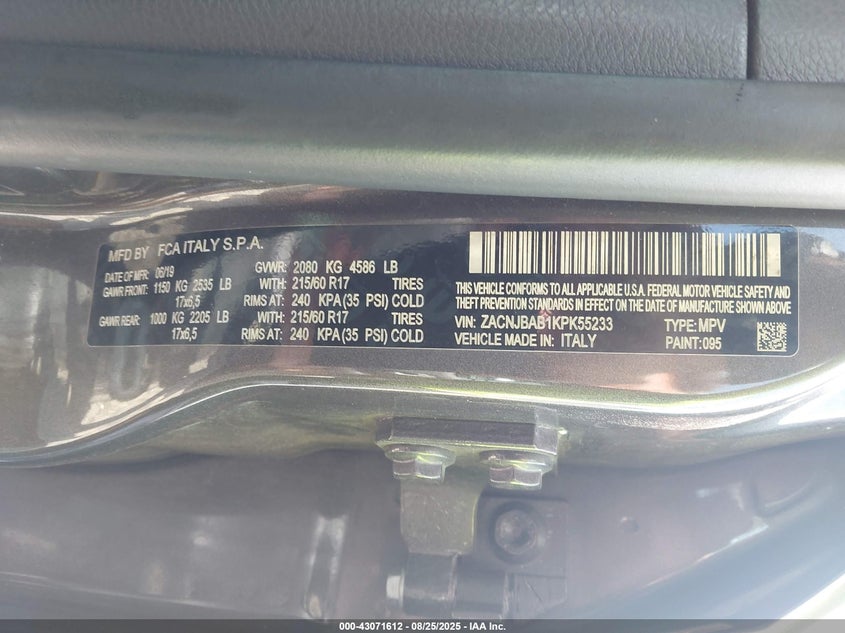 MFD BY FCA ITALY S.P.A.
DATE OF MFR 06/19 GVWR: 2080 KG 4586 LB
GAWR FRONT: 1150 KG 2535 LB WITH: 215/60 R17 TIRES
17x6,5 RIMS AT: 240 KPA (35 PSI) COLD
GAWR REAR: 1000 KG 2205 LB WITH: 215/60 R17 TIRES
17x6,5 RIMS AT: 240 KPA (35 PSI) COLD
THIS VEHICLE CONFORMS TO ALL APPLICABLE U.S. FEDERAL MOTOR VEHICLE SAFETY, BUMPER, AND
THEFT PREVENTION STANDARDS IN EFFECT ON THE DATE OF MANUFACTURE SHOWN ABOVE
VIN: ZACNJBAB1KPK55233 TYPE: MPV
VEHICLE MADE IN: ITALY PAINT: 095
000-43071612 - 08/25/2025 - IAA Inc.